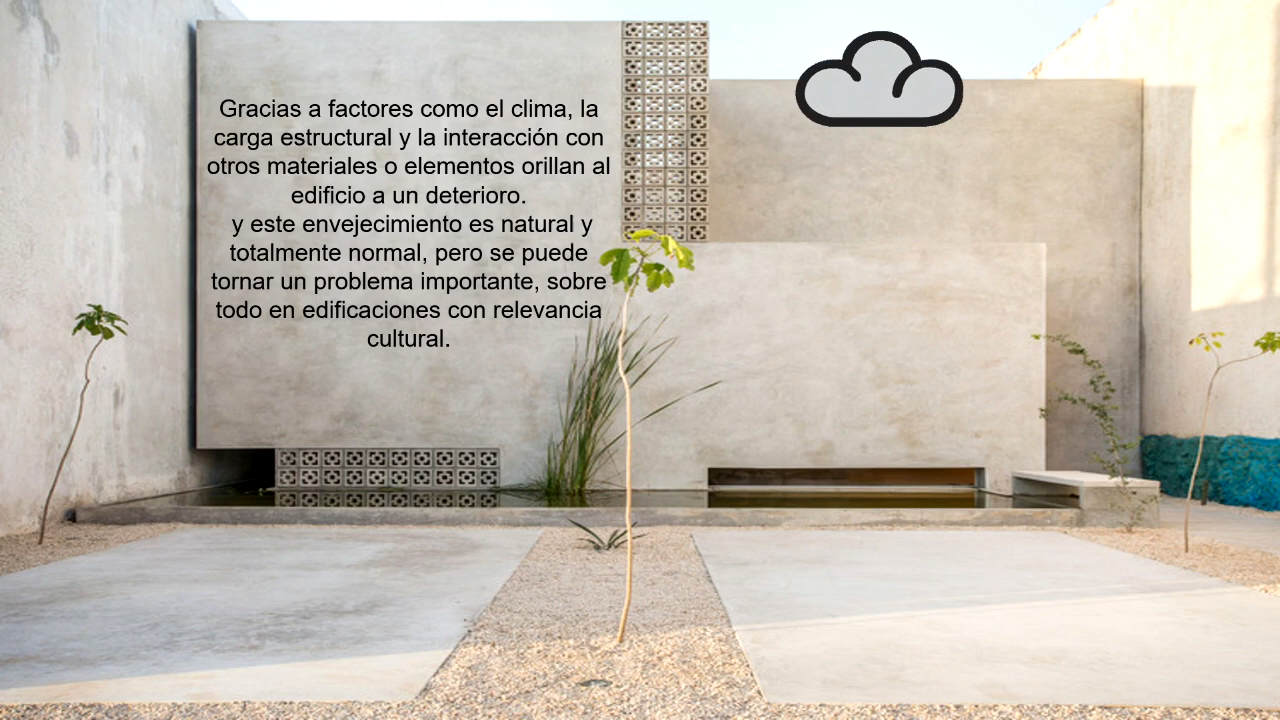 Gracias a factores como el clima, la
carga estructural y la interacción con
otros materiales o elementos orillan al
edificio a un deterioro.
y este envejecimiento es natural y
totalmente normal, pero se puede
tornar un problema importante, sobre
todo en edificaciones con relevancia
cultural.